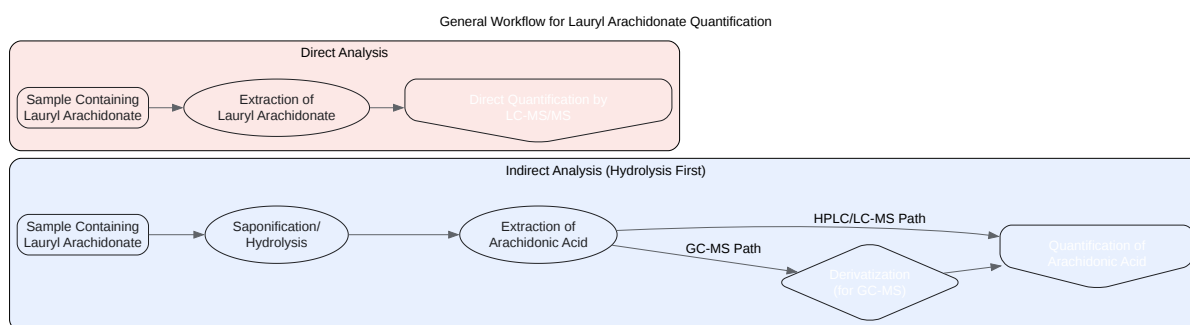 General Workflow for Lauryl Arachidonate Quantification
Direct Analysis
Sample Containing
Lauryl Arachidonate
Extraction of
Lauryl Arachidonate
Direct Quantification by
LC-MS/MS
Indirect Analysis (Hydrolysis First)
Sample Containing
Lauryl Arachidonate
Saponification/
Hydrolysis
Extraction of
Arachidonic Acid
HPLC/LC-MS Path
GC-MS Path
Derivatization
(for GC-MS)
Quantification of
Arachidonic Acid